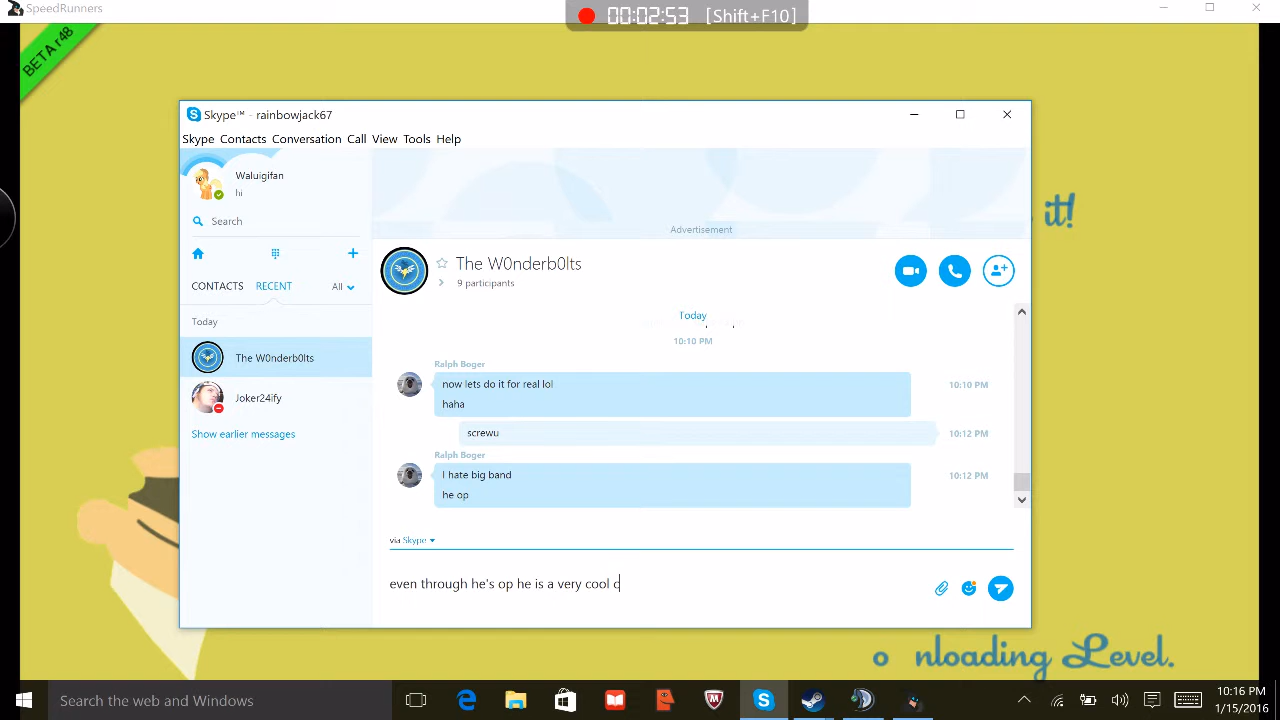 SpeedRunners
00:02:53 [Shift+F10]
BETA r48
Skype™ - rainbowjack67
Skype Contacts Conversation Call View Tools Help
Waluigifan
hi
Search
CONTACTS RECENT All
Today
The W0nderb0lts
Joker24ify
Show earlier messages
Advertisement
The W0nderb0lts
9 participants
Today
10:10 PM
Ralph Boger
now lets do it for real lol 10:10 PM
haha
screwu 10:12 PM
Ralph Boger
I hate big band 10:12 PM
he op
via Skype
even through he's op he is a very cool c
it!
o nloading Level.
Search the web and Windows
10:16 PM
1/15/2016